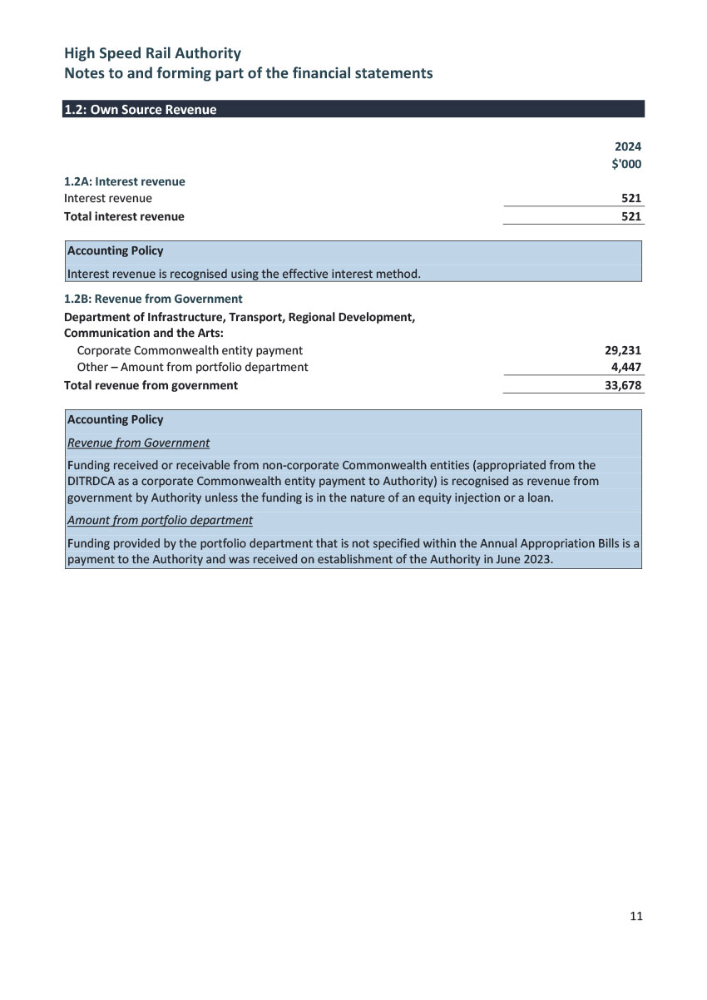 High Speed Rail Authority
Notes to and forming part of the financial statements
1.2: Own Source Revenue
2024
$'000
1.2A: Interest revenue
Interest revenue 521
Total interest revenue 521
Accounting Policy
Interest revenue is recognised using the effective interest method.
1.2B: Revenue from Government
Department of Infrastructure, Transport, Regional Development,
Communication and the Arts:
Corporate Commonwealth entity payment 29,231
Other – Amount from portfolio department 4,447
Total revenue from government 33,678
Accounting Policy
Revenue from Government
Funding received or receivable from non-corporate Commonwealth entities (appropriated from the
DITRDCA as a corporate Commonwealth entity payment to Authority) is recognised as revenue from
government by Authority unless the funding is in the nature of an equity injection or a loan.
Amount from portfolio department
Funding provided by the portfolio department that is not specified within the Annual Appropriation Bills is a
payment to the Authority and was received on establishment of the Authority in June 2023.
11